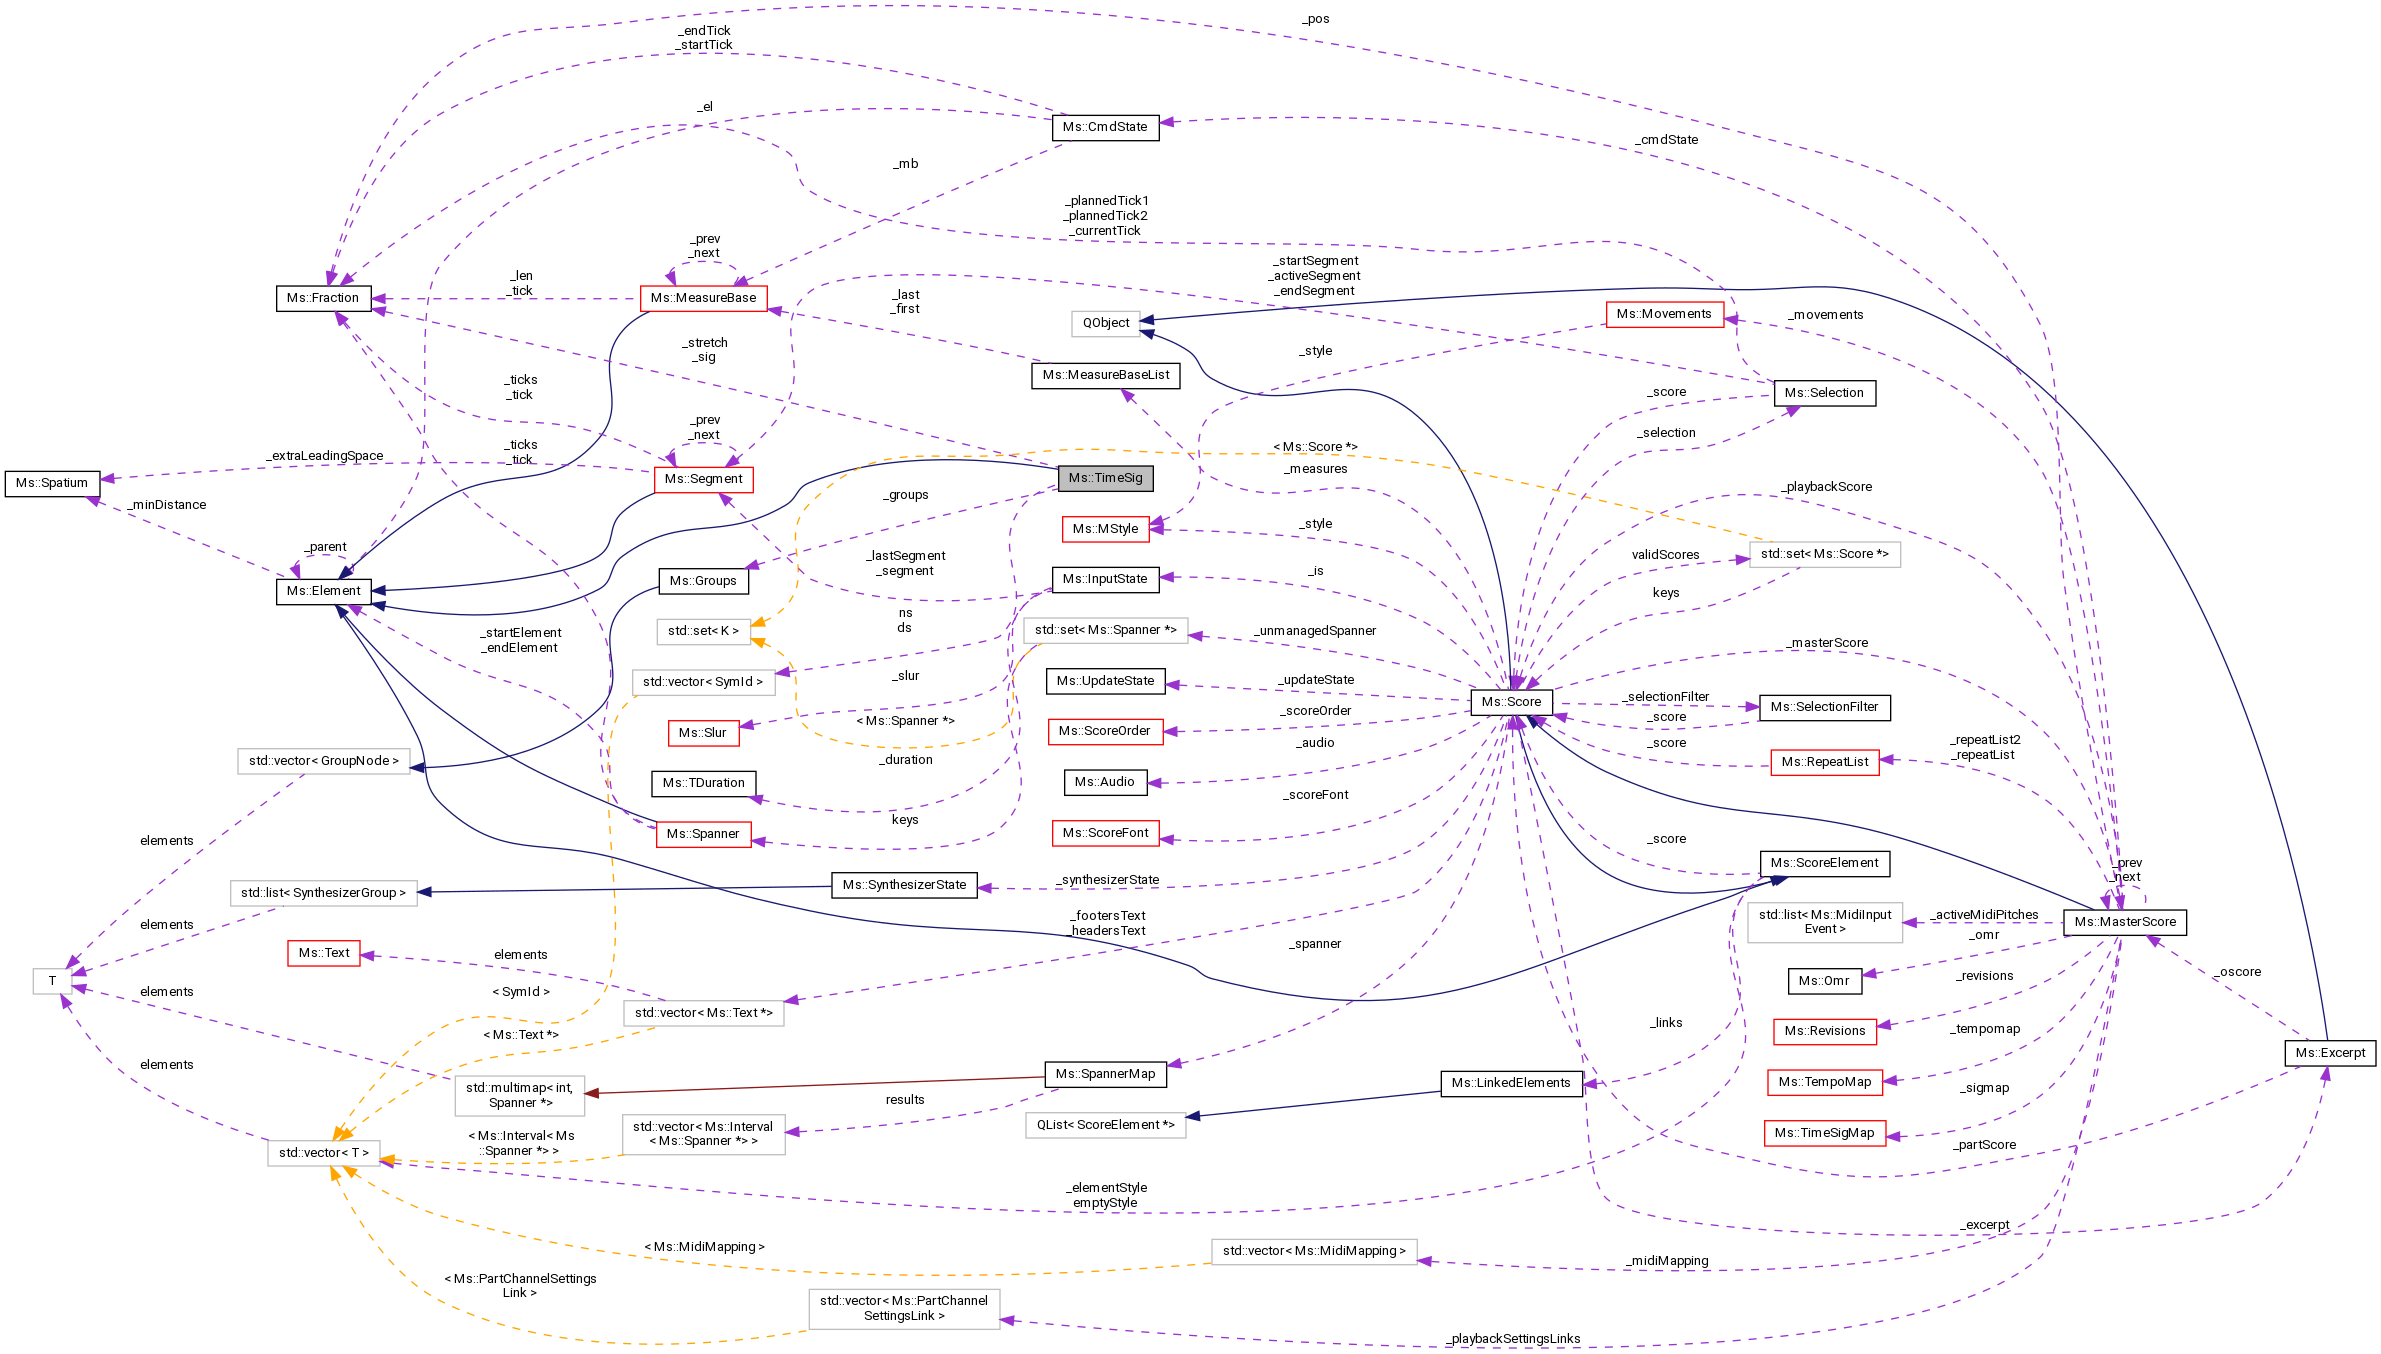 _pos
_endTick
_startTick
_el
Ms::CmdState
_cmdState
_mb
_plannedTick1
_plannedTick2
_currentTick
_prev
_next
_startSegment
_activeSegment
_endSegment
_len
_tick
Ms::Fraction
Ms::MeasureBase
_last
_first
QObject
Ms::Movements
_movements
_stretch
_sig
_style
Ms::MeasureBaseList
_ticks
_tick
Ms::Selection
_score
_prev
_next
_selection
< Ms::Score *>
_ticks
_tick
_extraLeadingSpace
Ms::Spatium
Ms::Segment
Ms::TimeSig
_measures
_playbackScore
_groups
_minDistance
Ms::MStyle
_style
_parent
_lastSegment
_segment
validScores
std::set< Ms::Score *>
Ms::Element
Ms::Groups
Ms::InputState
_is
keys
ns
ds
std::set< K >
std::set< Ms::Spanner *>
_unmanagedSpanner
_startElement
_endElement
_masterScore
std::vector< SymId >
_slur
Ms::UpdateState
_updateState
Ms::Score
_selectionFilter
Ms::SelectionFilter
_score
Ms::Slur
< Ms::Spanner *>
Ms::ScoreOrder
_scoreOrder
_score
_repeatList2
_repeatList
std::vector< GroupNode >
_duration
_audio
Ms::RepeatList
Ms::TDuration
Ms::Audio
_scoreFont
keys
Ms::Spanner
Ms::ScoreFont
elements
_score
Ms::ScoreElement
_prev
_next
std::list< SynthesizerGroup >
Ms::SynthesizerState
_synthesizerState
elements
_footersText
_headersText
std::list< Ms::MidiInput
Event >
_activeMidiPitches
Ms::MasterScore
_omr
Ms::Text
elements
_spanner
T
elements
< SymId >
Ms::Omr
_revisions
_oscore
std::vector< Ms::Text *>
< Ms::Text *>
_links
Ms::Revisions
_tempomap
Ms::Excerpt
elements
std::multimap< int,
Spanner *>
Ms::SpannerMap
Ms::LinkedElements
Ms::TempoMap
_sigmap
results
QList< ScoreElement *>
std::vector< Ms::Interval
< Ms::Spanner *> >
< Ms::Interval< Ms
::Spanner *> >
std::vector< T >
Ms::TimeSigMap
_partScore
_elementStyle
emptyStyle
_excerpt
< Ms::MidiMapping >
std::vector< Ms::MidiMapping >
_midiMapping
< Ms::PartChannelSettings
Link >
std::vector< Ms::PartChannel
SettingsLink >
_playbackSettingsLinks